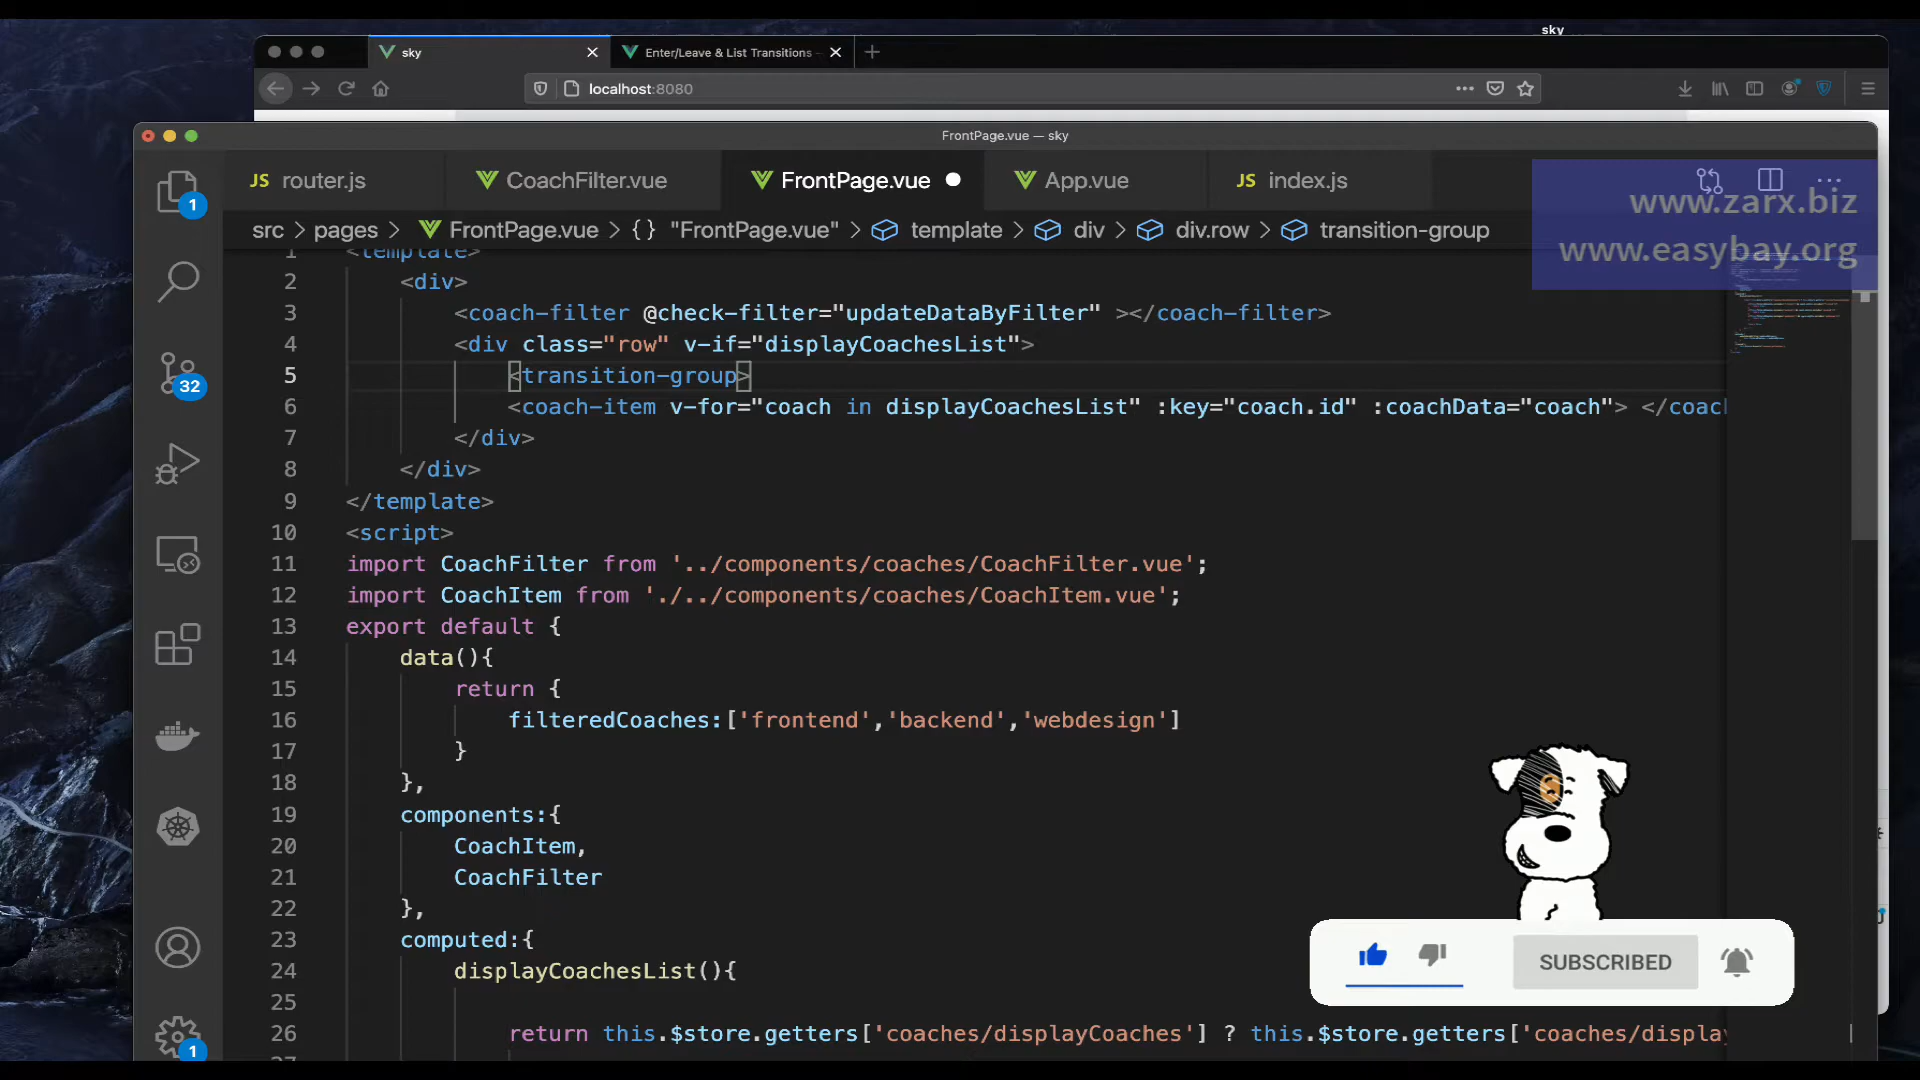 sky
sky
Enter/Leave & List Transitions
localhost:8080
FrontPage.vue — sky
JS router.js
CoachFilter.vue
FrontPage.vue
App.vue
JS index.js
www.zarx.biz
www.easybay.org
src > pages > FrontPage.vue > {} "FrontPage.vue" > template > div > div.row > transition-group
1 <template>
2 <div>
3 <coach-filter @check-filter="updateDataByFilter" ></coach-filter>
4 <div class="row" v-if="displayCoachesList">
5 <transition-group>
6 <coach-item v-for="coach in displayCoachesList" :key="coach.id" :coachData="coach"> </coac
7 </div>
8 </div>
9 </template>
10 <script>
11 import CoachFilter from '../components/coaches/CoachFilter.vue';
12 import CoachItem from './../components/coaches/CoachItem.vue';
13 export default {
14 data(){
15 return {
16 filteredCoaches:['frontend','backend','webdesign']
17 }
18 },
19 components:{
20 CoachItem,
21 CoachFilter
22 },
23 computed:{
24 displayCoachesList(){
25
26 return this.$store.getters['coaches/displayCoaches'] ? this.$store.getters['coaches/display
1
32
1
SUBSCRIBED